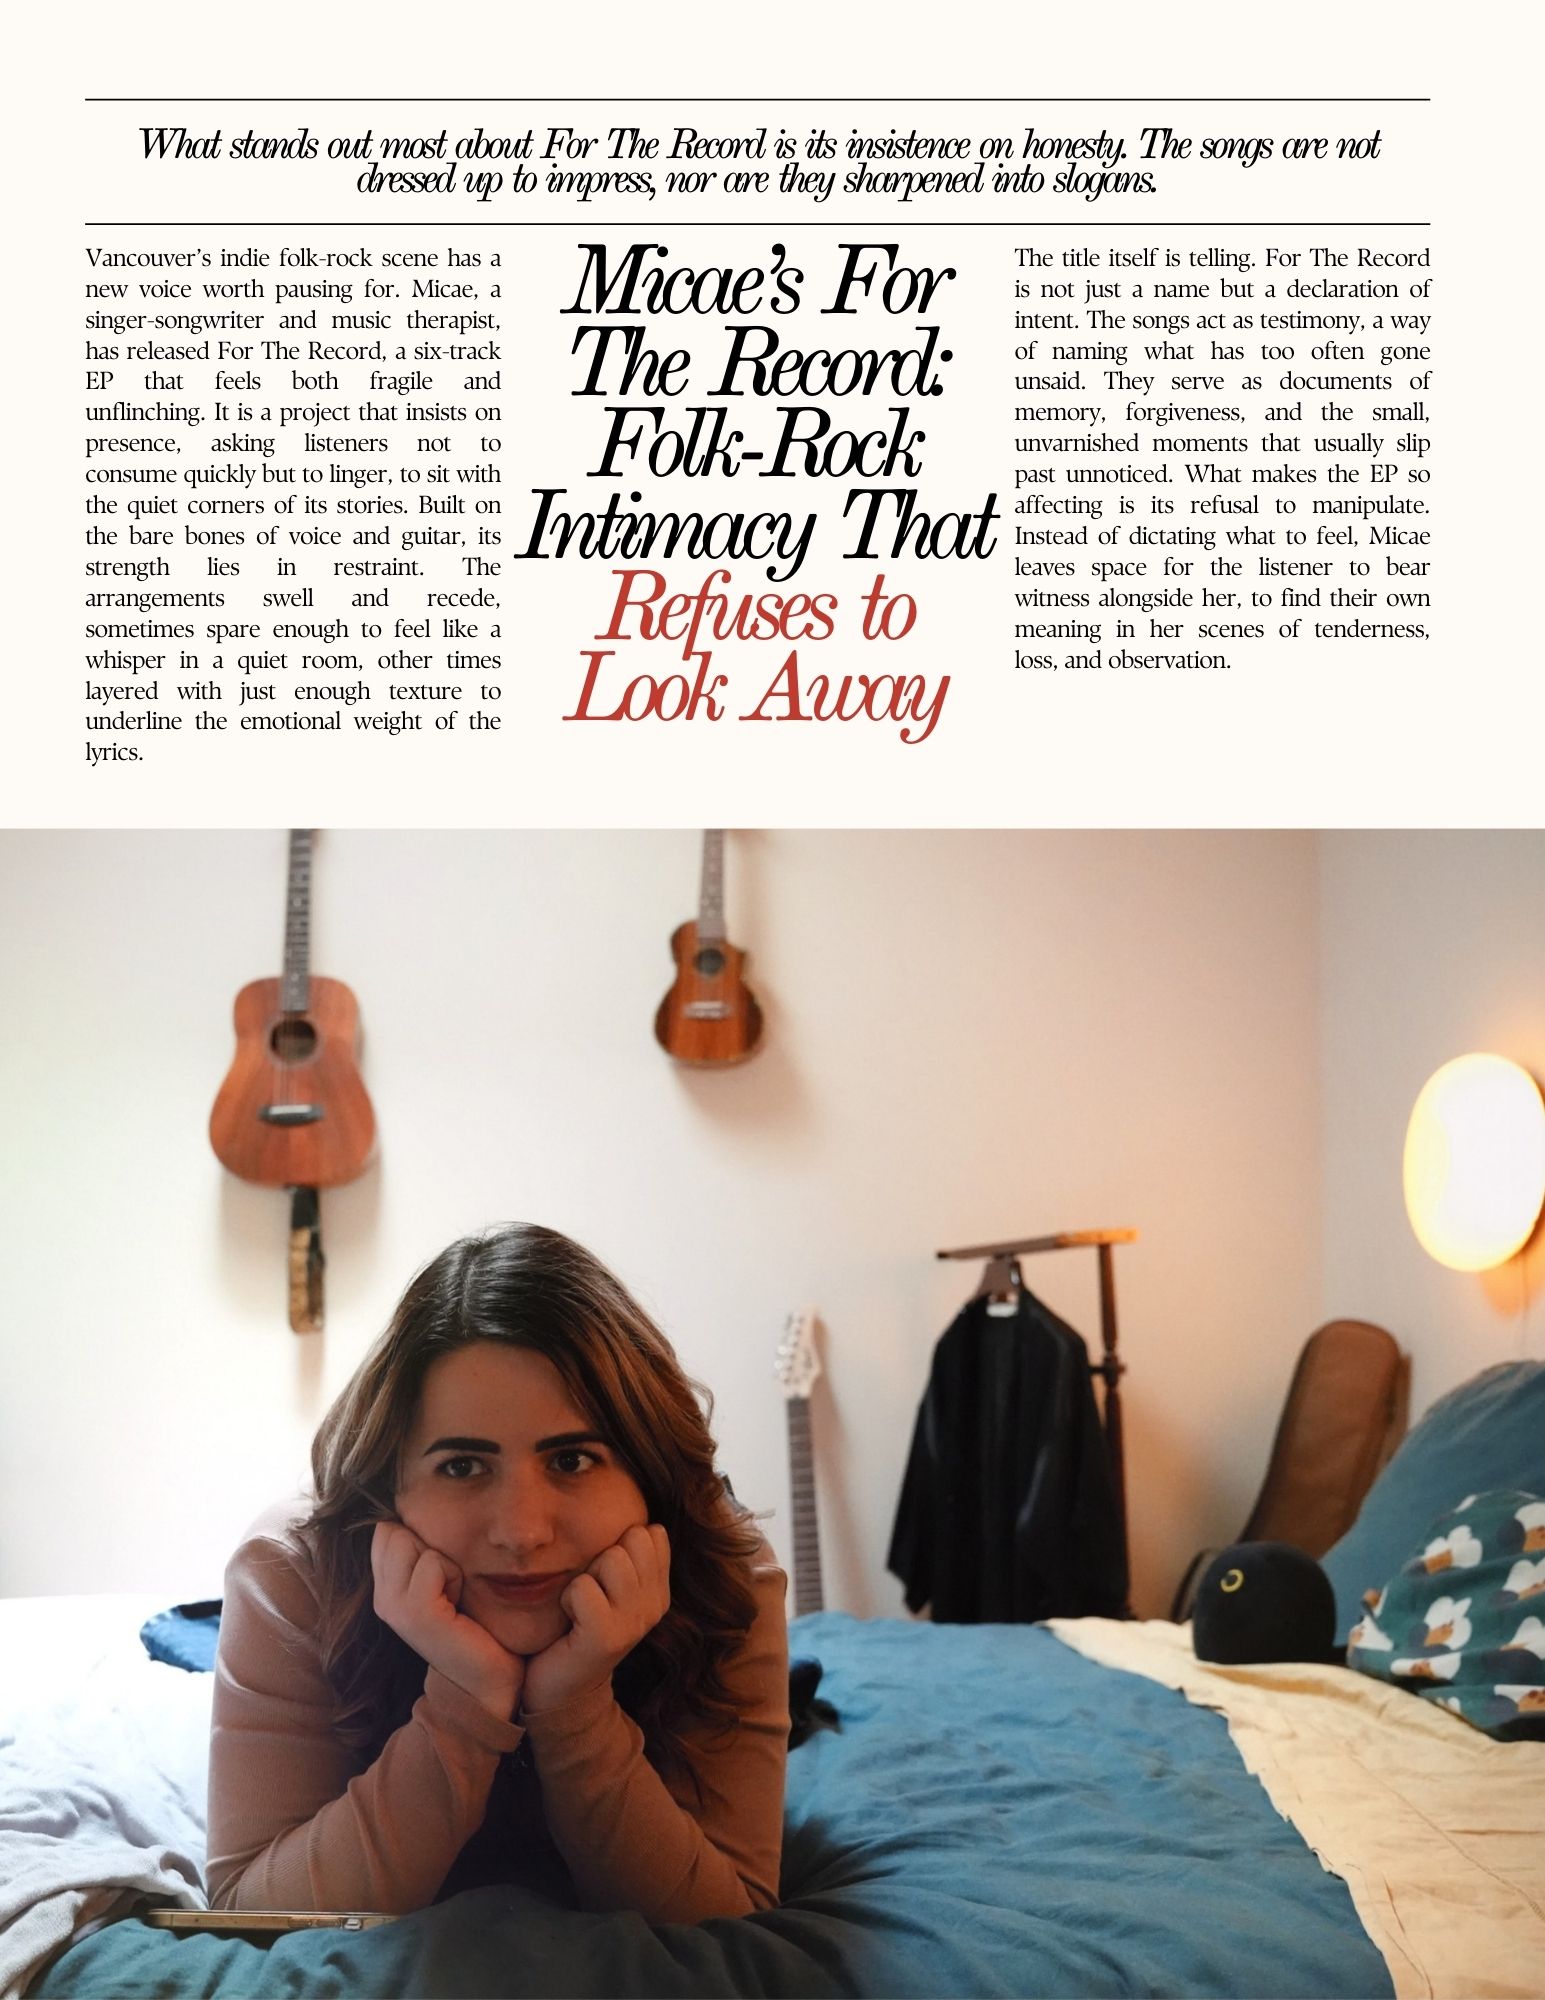 What stands out most about For The Record is its insistence on honesty. The songs are not
dressed up to impress, nor are they sharpened into slogans.
Vancouver’s indie folk-rock scene has a
new voice worth pausing for. Micae, a
singer-songwriter and music therapist,
has released For The Record, a six-track
EP that feels both fragile and
unflinching. It is a project that insists on
presence, asking listeners not to
consume quickly but to linger, to sit with
the quiet corners of its stories. Built on
the bare bones of voice and guitar, its
strength lies in restraint. The
arrangements swell and recede,
sometimes spare enough to feel like a
whisper in a quiet room, other times
layered with just enough texture to
underline the emotional weight of the
lyrics.
Micae’s For
The Record:
Folk-Rock
Intimacy That
Refuses to
Look Away
The title itself is telling. For The Record
is not just a name but a declaration of
intent. The songs act as testimony, a way
of naming what has too often gone
unsaid. They serve as documents of
memory, forgiveness, and the small,
unvarnished moments that usually slip
past unnoticed. What makes the EP so
affecting is its refusal to manipulate.
Instead of dictating what to feel, Micae
leaves space for the listener to bear
witness alongside her, to find their own
meaning in her scenes of tenderness,
loss, and observation.